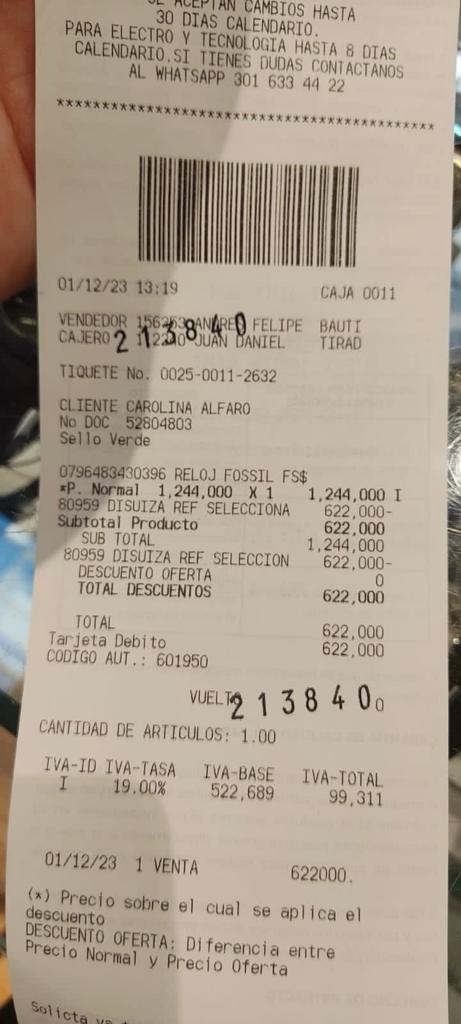 SE ACEPTAN CAMBIOS HASTA
30 DIAS CALENDARIO.
PARA ELECTRO Y TECNOLOGIA HASTA 8 DIAS
CALENDARIO.SI TIENES DUDAS CONTACTANOS
AL WHATSAPP 301 633 44 22
******************************************
01/12/23 13:19 CAJA 0011
VENDEDOR FELIPE BAUTI
CAJERO JUAN DANIEL TIRAD
213840
TIQUETE No. 0025-0011-2632
CLIENTE CAROLINA ALFARO
No DOC 52804803
Sello Verde
0796483430396 RELOJ FOSSIL FS$
*P. Normal 1,244,000 X 1 1,244,000 I
80959 DISUIZA REF SELECCIONA 622,000-
Subtotal Producto 622,000
SUB TOTAL 1,244,000
80959 DISUIZA REF SELECCION 622,000-
DESCUENTO OFERTA 0
TOTAL DESCUENTOS 622,000
TOTAL 622,000
Tarjeta Debito 622,000
CODIGO AUT.: 601950
VUELT 0
213840
CANTIDAD DE ARTICULOS: 1.00
IVA-ID IVA-TASA IVA-BASE IVA-TOTAL
I 19.00% 522,689 99,311
01/12/23 1 VENTA 622000.
(*) Precio sobre el cual se aplica el
descuento
DESCUENTO OFERTA: Diferencia entre
Precio Normal y Precio Oferta
Solicta